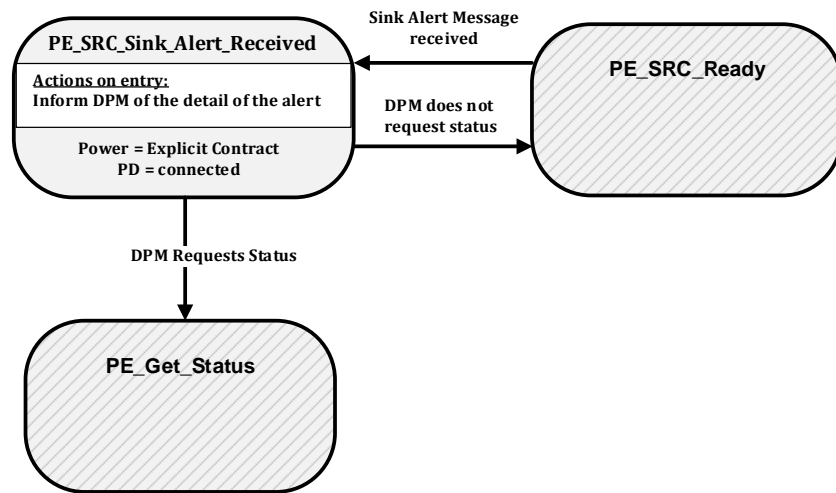 PE_SRC_Sink_Alert_Received
Actions on entry:
Inform DPM of the detail of the alert
Power = Explicit Contract
PD = connected
Sink Alert Message
received
DPM does not
request status
PE_SRC_Ready
DPM Requests Status
PE_Get_Status